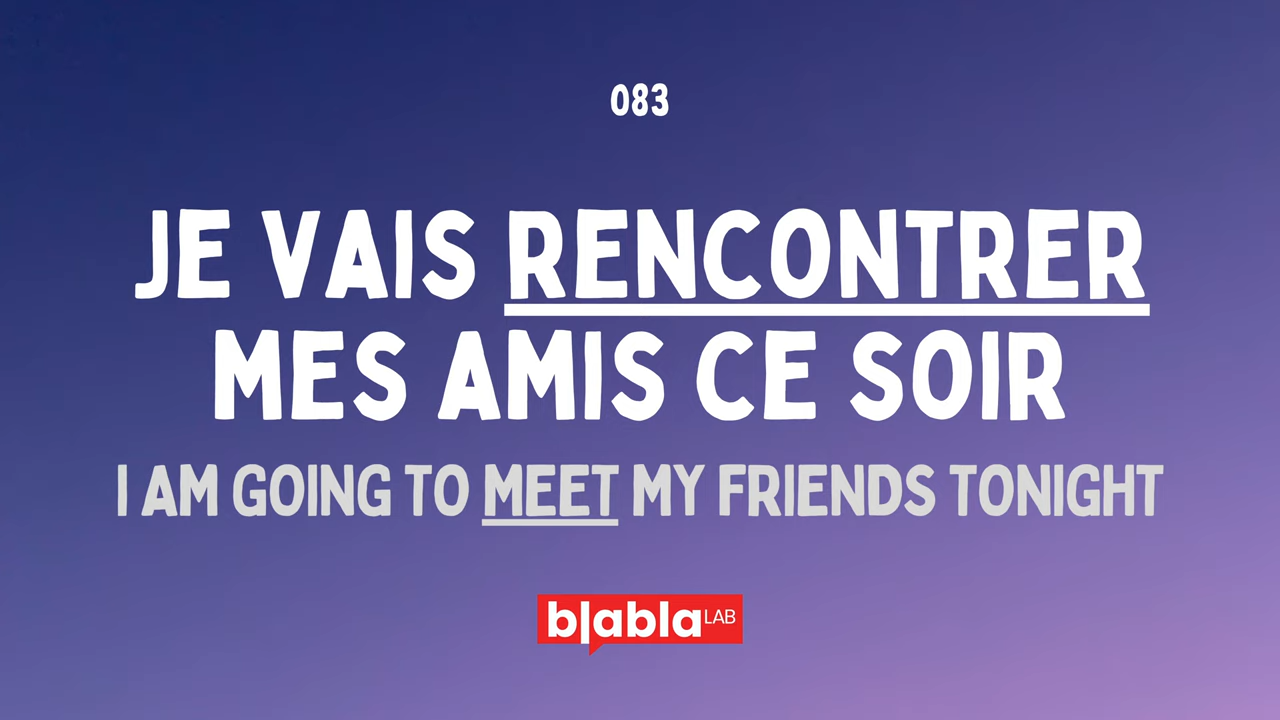 083
JE VAIS RENCONTRER
MES AMIS CE SOIR
I AM GOING TO MEET MY FRIENDS TONIGHT
blabla LAB